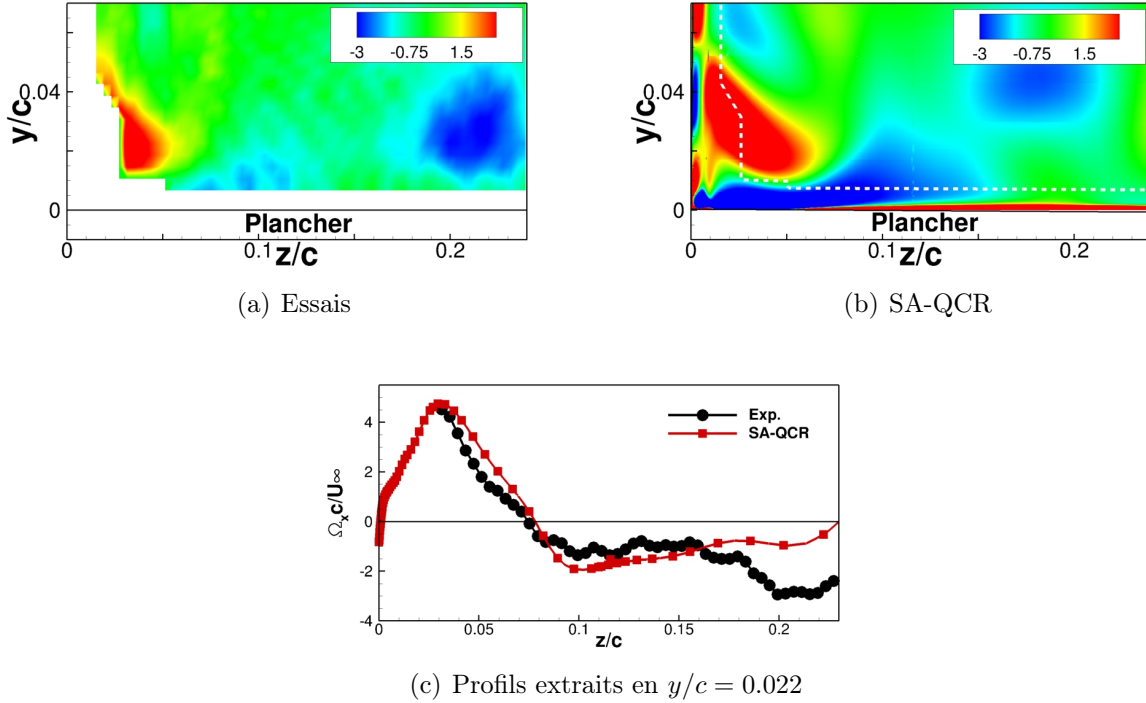 -3 -0.75 1.5
y/c
0.04
0
Plancher
0 0.1 0.2
z/c
(a) Essais
-3 -0.75 1.5
y/c
0.04
0
Plancher
0 0.1 0.2
z/c
(b) SA-QCR
Ωₓc/U∞
4
2
0
-2
-4
Exp.
SA-QCR
0 0.05 0.1 0.15 0.2
z/c
(c) Profils extraits en y/c = 0.022